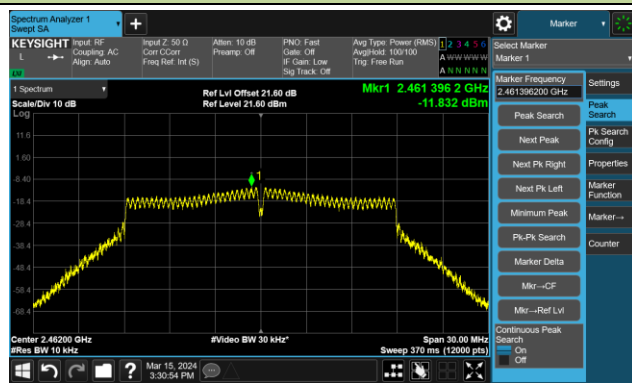 Spectrum Analyzer 1
Swept SA
+
Marker
KEYSIGHT
Input: RF
Coupling: AC
Align: Auto
Input Z: 50 Ω
Corr CCorr
Freq Ref: Int (S)
Atten: 10 dB
Preamp: Off
PNO: Fast
Gate: Off
IF Gain: Low
Sig Track: Off
Avg Type: Power (RMS)
Avg|Hold: 100/100
Trig: Free Run
1 2 3 4 5 6
A W W W W W
A N N N N N
L
LVI
Select Marker
Marker 1
1 Spectrum
Scale/Div 10 dB
Ref Lvl Offset 21.60 dB
Ref Level 21.60 dBm
Mkr1 2.461 396 2 GHz
-11.832 dBm
Log
11.6
1.60
-8.40
-18.4
-28.4
-38.4
-48.4
-58.4
-68.4
1
Center 2.46200 GHz
#Res BW 10 kHz
#Video BW 30 kHz*
Span 30.00 MHz
Sweep 370 ms (12000 pts)
Marker Frequency
2.461396200 GHz
Peak Search
Next Peak
Next Pk Right
Next Pk Left
Minimum Peak
Pk-Pk Search
Marker Delta
Mkr→CF
Mkr→Ref Lvl
Continuous Peak
Search
On
Off
Settings
Peak
Search
Pk Search
Config
Properties
Marker
Function
Marker→
Counter
?
Mar 15, 2024
3:30:54 PM